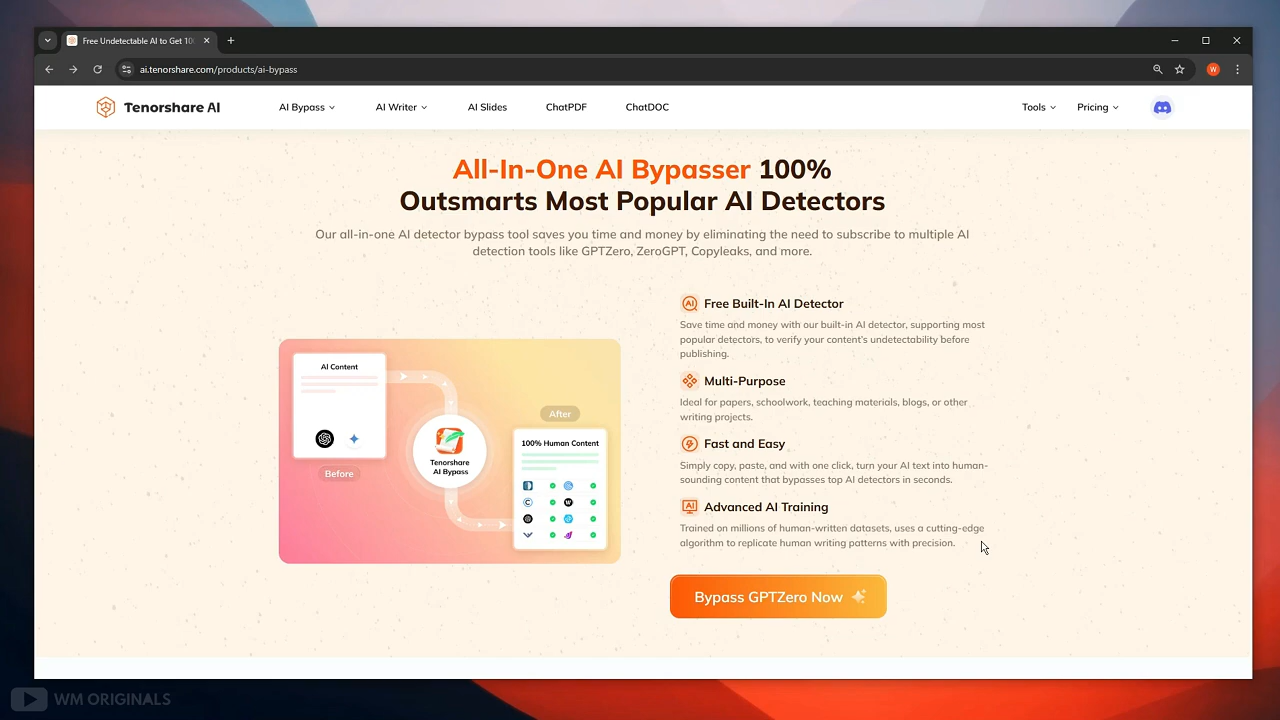 Free Undetectable AI to Get 10
ai.tenorshare.com/products/ai-bypass
W
Tenorshare AI
AI Bypass
AI Writer
AI Slides
ChatPDF
ChatDOC
Tools
Pricing
All-In-One AI Bypasser 100%
Outsmarts Most Popular AI Detectors
Our all-in-one AI detector bypass tool saves you time and money by eliminating the need to subscribe to multiple AI
detection tools like GPTZero, ZeroGPT, Copyleaks, and more.
AI Content
Before
Tenorshare
AI Bypass
After
100% Human Content
AI
Free Built-In AI Detector
Save time and money with our built-in AI detector, supporting most
popular detectors, to verify your content's undetectability before
publishing.
Multi-Purpose
Ideal for papers, schoolwork, teaching materials, blogs, or other
writing projects.
Fast and Easy
Simply copy, paste, and with one click, turn your AI text into human-
sounding content that bypasses top AI detectors in seconds.
AI
Advanced AI Training
Trained on millions of human-written datasets, uses a cutting-edge
algorithm to replicate human writing patterns with precision.
Bypass GPTZero Now
WM ORIGINALS